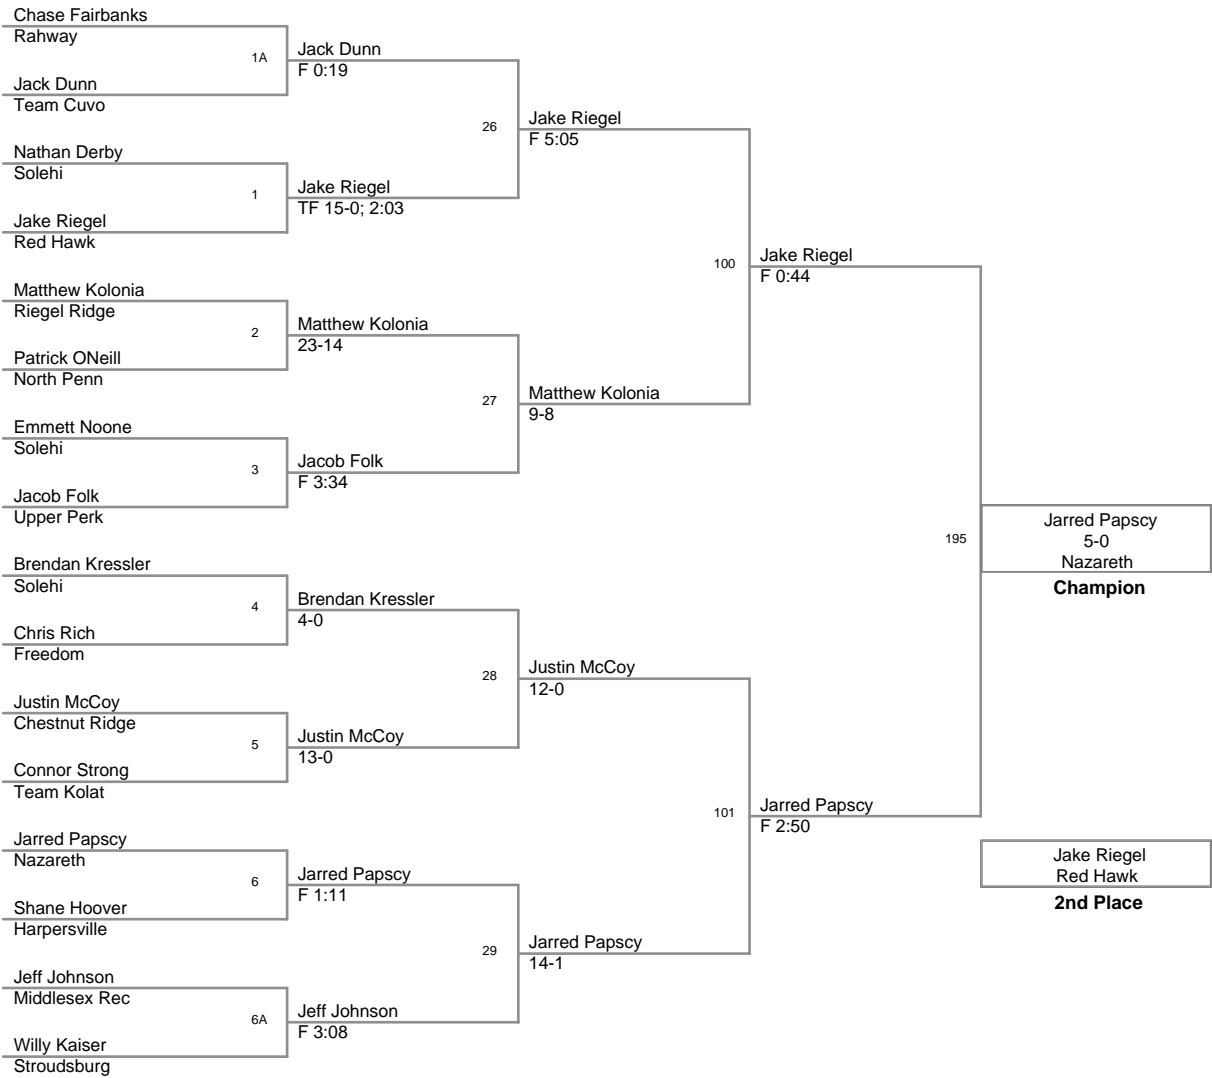 Chase Fairbanks
Rahway
1A
Jack Dunn
F 0:19
Jack Dunn
Team Cuvo
26
Jake Riegel
F 5:05
Nathan Derby
Solehi
1
Jake Riegel
TF 15-0; 2:03
Jake Riegel
Red Hawk
100
Jake Riegel
F 0:44
Matthew Kolonia
Riegel Ridge
2
Matthew Kolonia
23-14
Patrick ONeill
North Penn
27
Matthew Kolonia
9-8
Emmett Noone
Solehi
3
Jacob Folk
F 3:34
Jacob Folk
Upper Perk
195
Jarred Papscy
5-0
Nazareth
Champion
Brendan Kressler
Solehi
4
Brendan Kressler
4-0
Chris Rich
Freedom
28
Justin McCoy
12-0
Justin McCoy
Chestnut Ridge
5
Justin McCoy
13-0
Connor Strong
Team Kolat
101
Jarred Papscy
F 2:50
Jarred Papscy
Nazareth
6
Jarred Papscy
F 1:11
Shane Hoover
Harpersville
29
Jarred Papscy
14-1
Jeff Johnson
Middlesex Rec
6A
Jeff Johnson
F 3:08
Willy Kaiser
Stroudsburg
Jake Riegel
Red Hawk
2nd Place